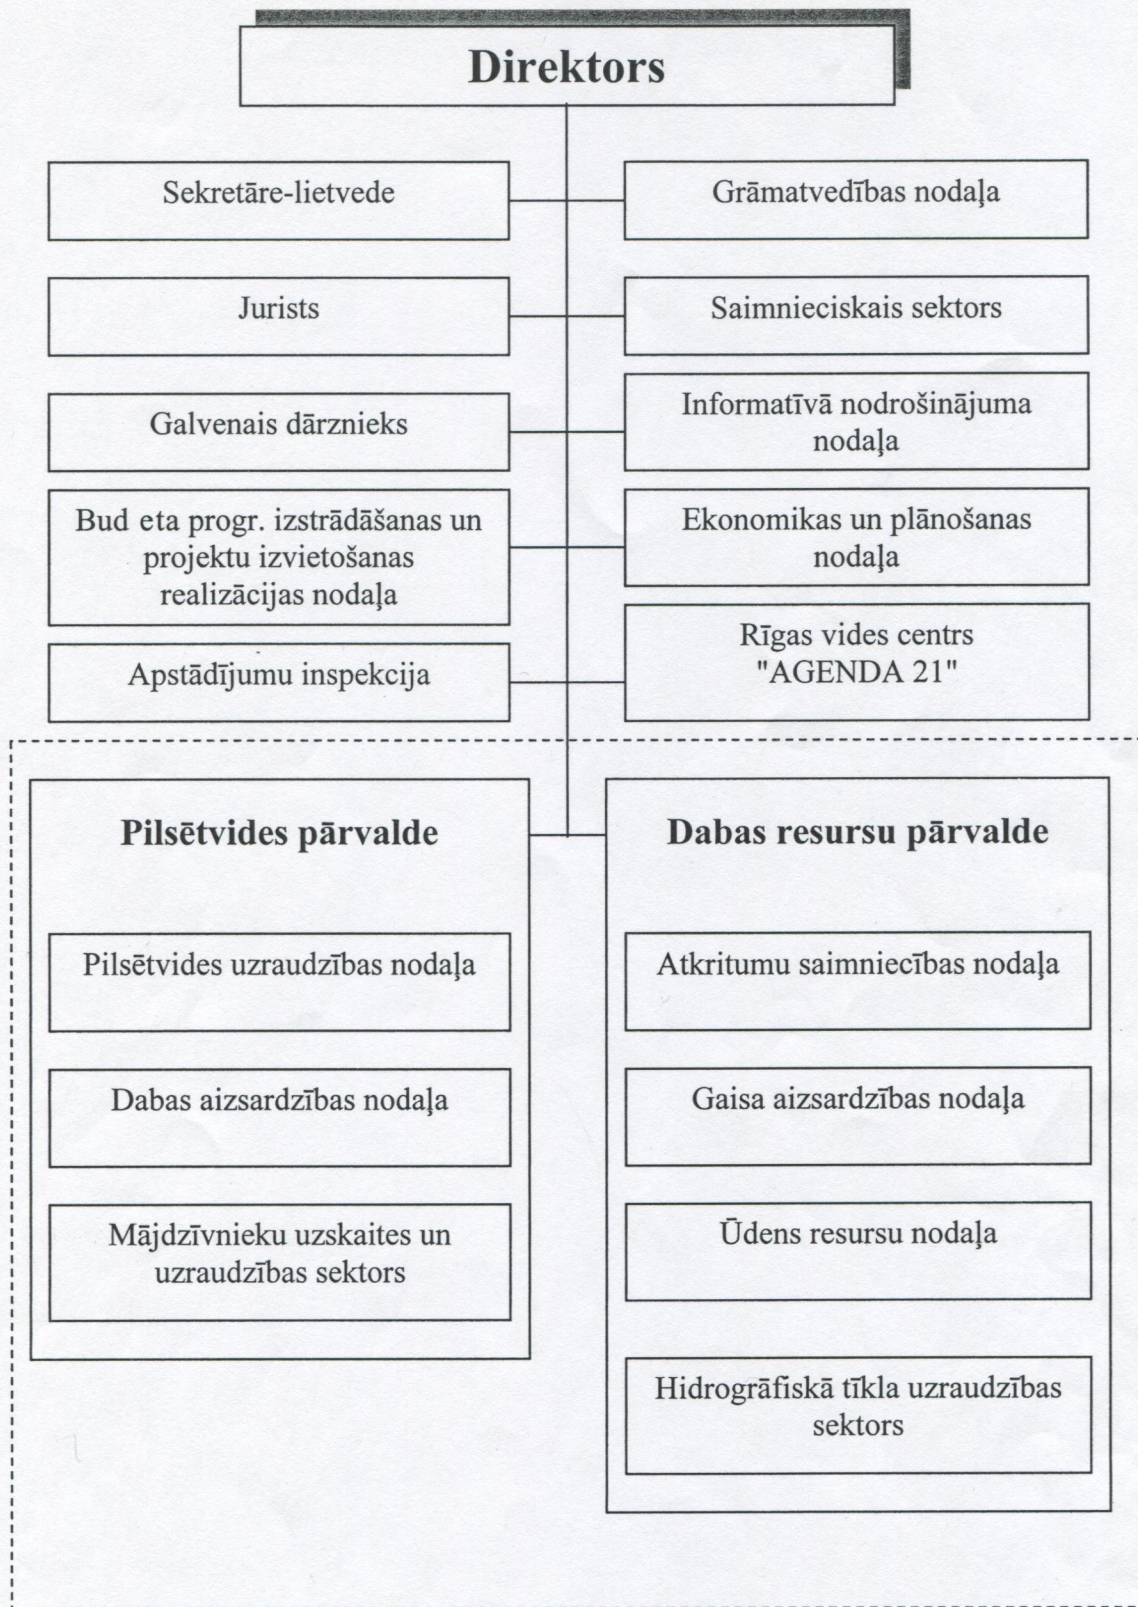 Direktors
Sekretāre-lietvede
Grāmatvedības nodaļa
Jurists
Saimnieciskais sektors
Galvenais dārznieks
Informatīvā nodrošinājuma
nodaļa
Bud eta progr. izstrādāšanas un
projektu izvietošanas
realizācijas nodaļa
Ekonomikas un plānošanas
nodaļa
Apstādījumu inspekcija
Rīgas vides centrs
"AGENDA 21"
Pilsētvides pārvalde
Pilsētvides uzraudzības nodaļa
Dabas aizsardzības nodaļa
Mājdzīvnieku uzskaites un
uzraudzības sektors
Dabas resursu pārvalde
Atkritumu saimniecības nodaļa
Gaisa aizsardzības nodaļa
Ūdens resursu nodaļa
Hidrogrāfiskā tīkla uzraudzības
sektors